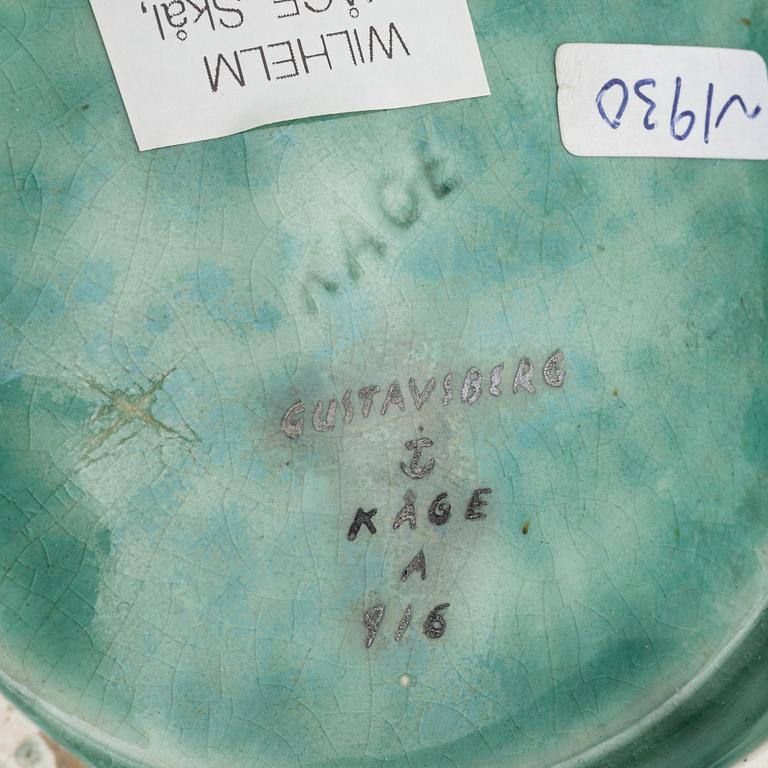 WILHELM
KÅGE Skål,
~1930
KÅGE
GUSTAVSBERG
KÅGE
A
916